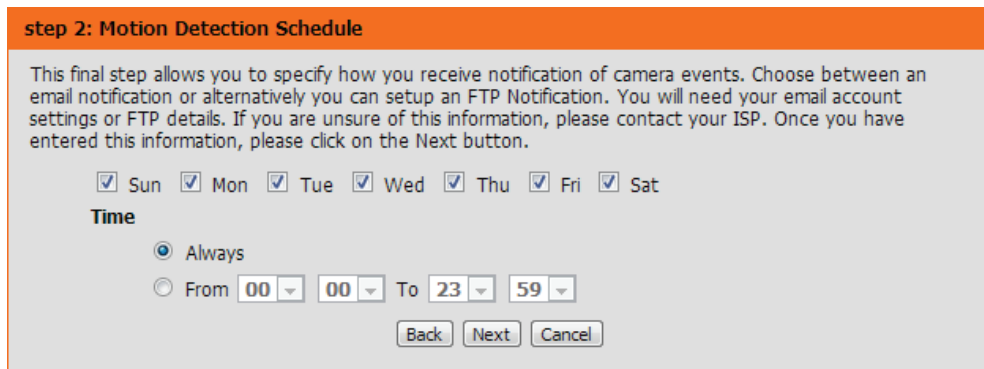 step 2: Motion Detection Schedule
This final step allows you to specify how you receive notification of camera events. Choose between an
email notification or alternatively you can setup an FTP Notification. You will need your email account
settings or FTP details. If you are unsure of this information, please contact your ISP. Once you have
entered this information, please click on the Next button.
Sun Mon Tue Wed Thu Fri Sat
Time
Always
From 00 00 To 23 59
Back Next Cancel